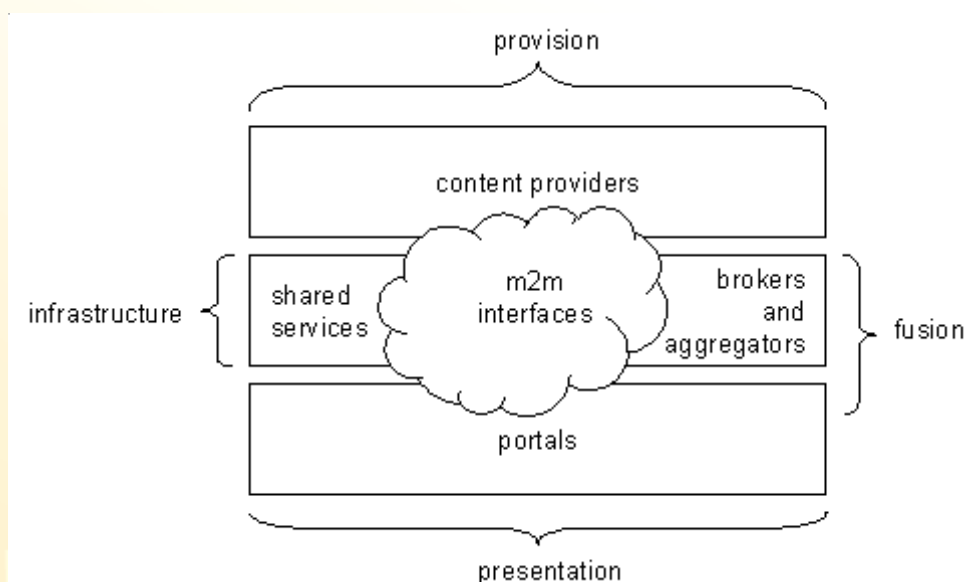 provision
content providers
infrastructure
shared
services
m2m
interfaces
brokers
and
aggregators
fusion
portals
presentation